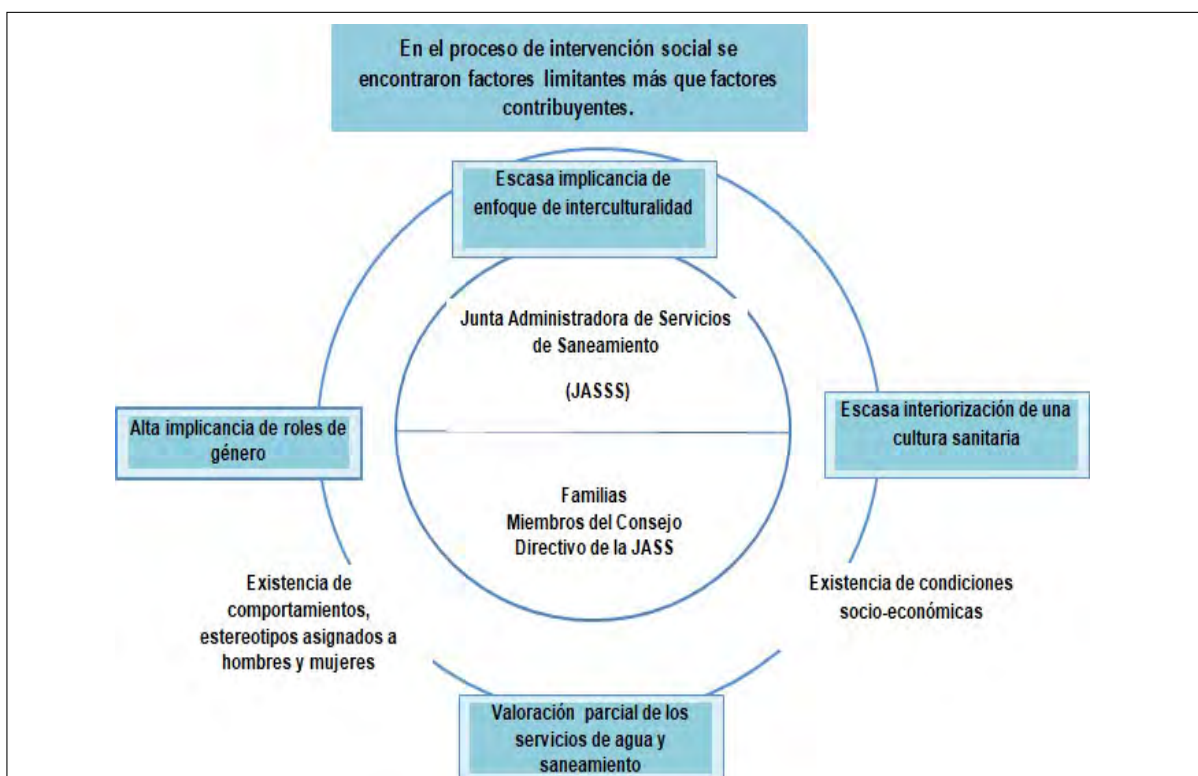 En el proceso de intervención social se
encontraron factores limitantes más que factores
contribuyentes.
Escasa implicancia de
enfoque de interculturalidad
Junta Administradora de Servicios
de Saneamiento
(JASSS)
Alta implicancia de roles de
género
Escasa interiorización de una
cultura sanitaria
Familias
Miembros del Consejo
Directivo de la JASS
Existencia de
comportamientos,
estereotipos asignados a
hombres y mujeres
Existencia de condiciones
socio-económicas
Valoración parcial de los
servicios de agua y
saneamiento